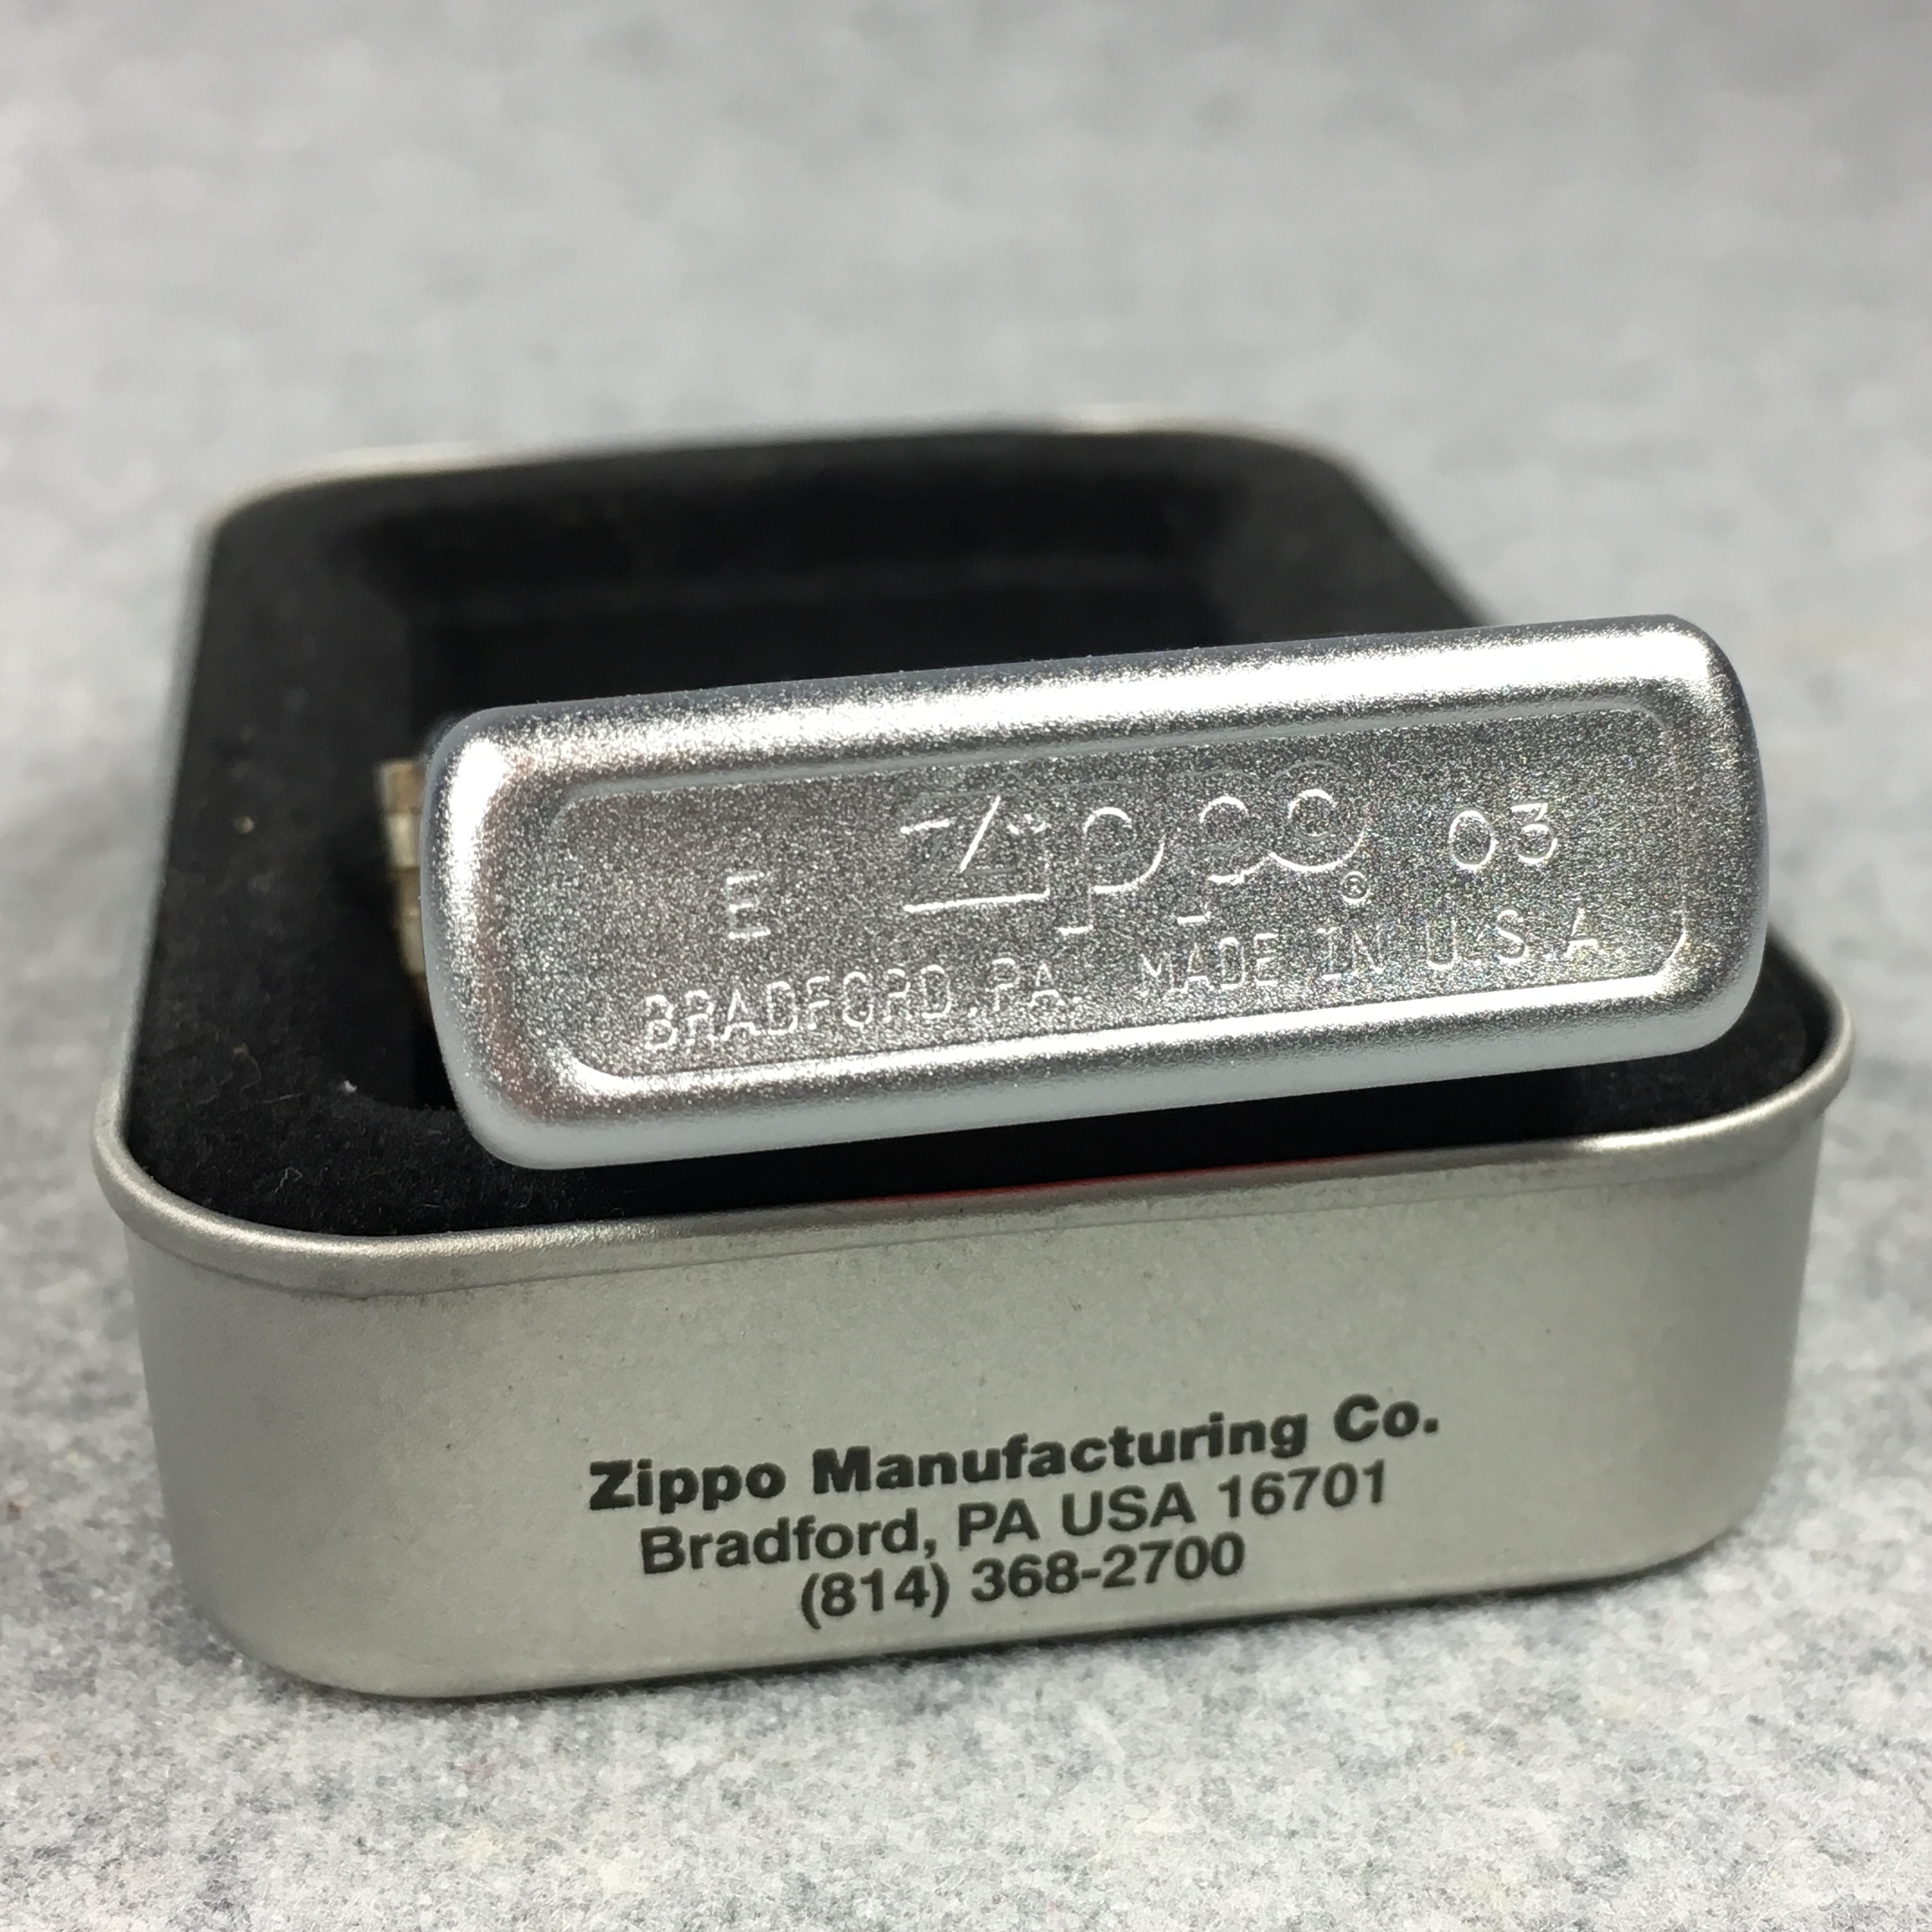 E Zippo® 03
BRADFORD, PA. MADE IN U.S.A.
Zippo Manufacturing Co.
Bradford, PA USA 16701
(814) 368-2700